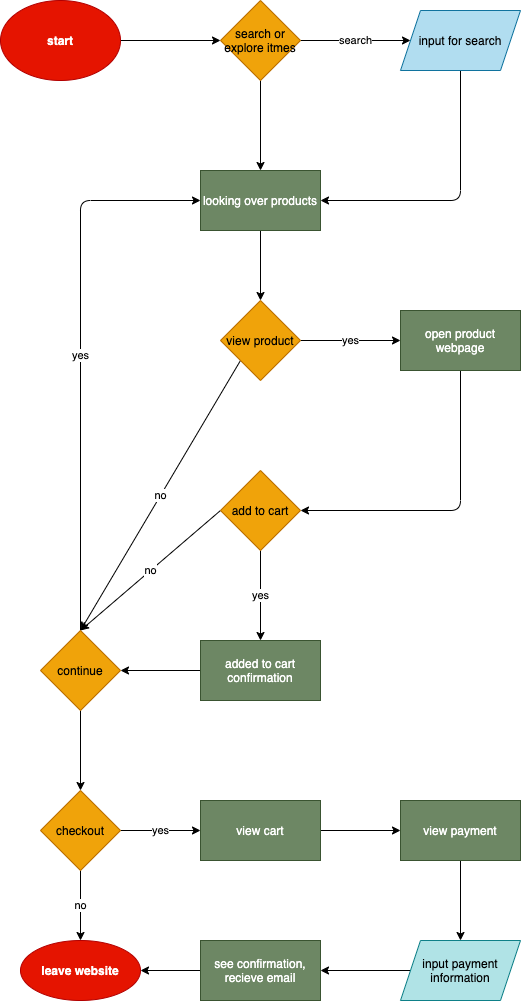 start
search or
explore itmes
search
input for search
looking over products
yes
view product
yes
open product
webpage
no
add to cart
no
yes
continue
added to cart
confirmation
checkout
yes
view cart
view payment
no
leave website
see confirmation,
recieve email
input payment
information